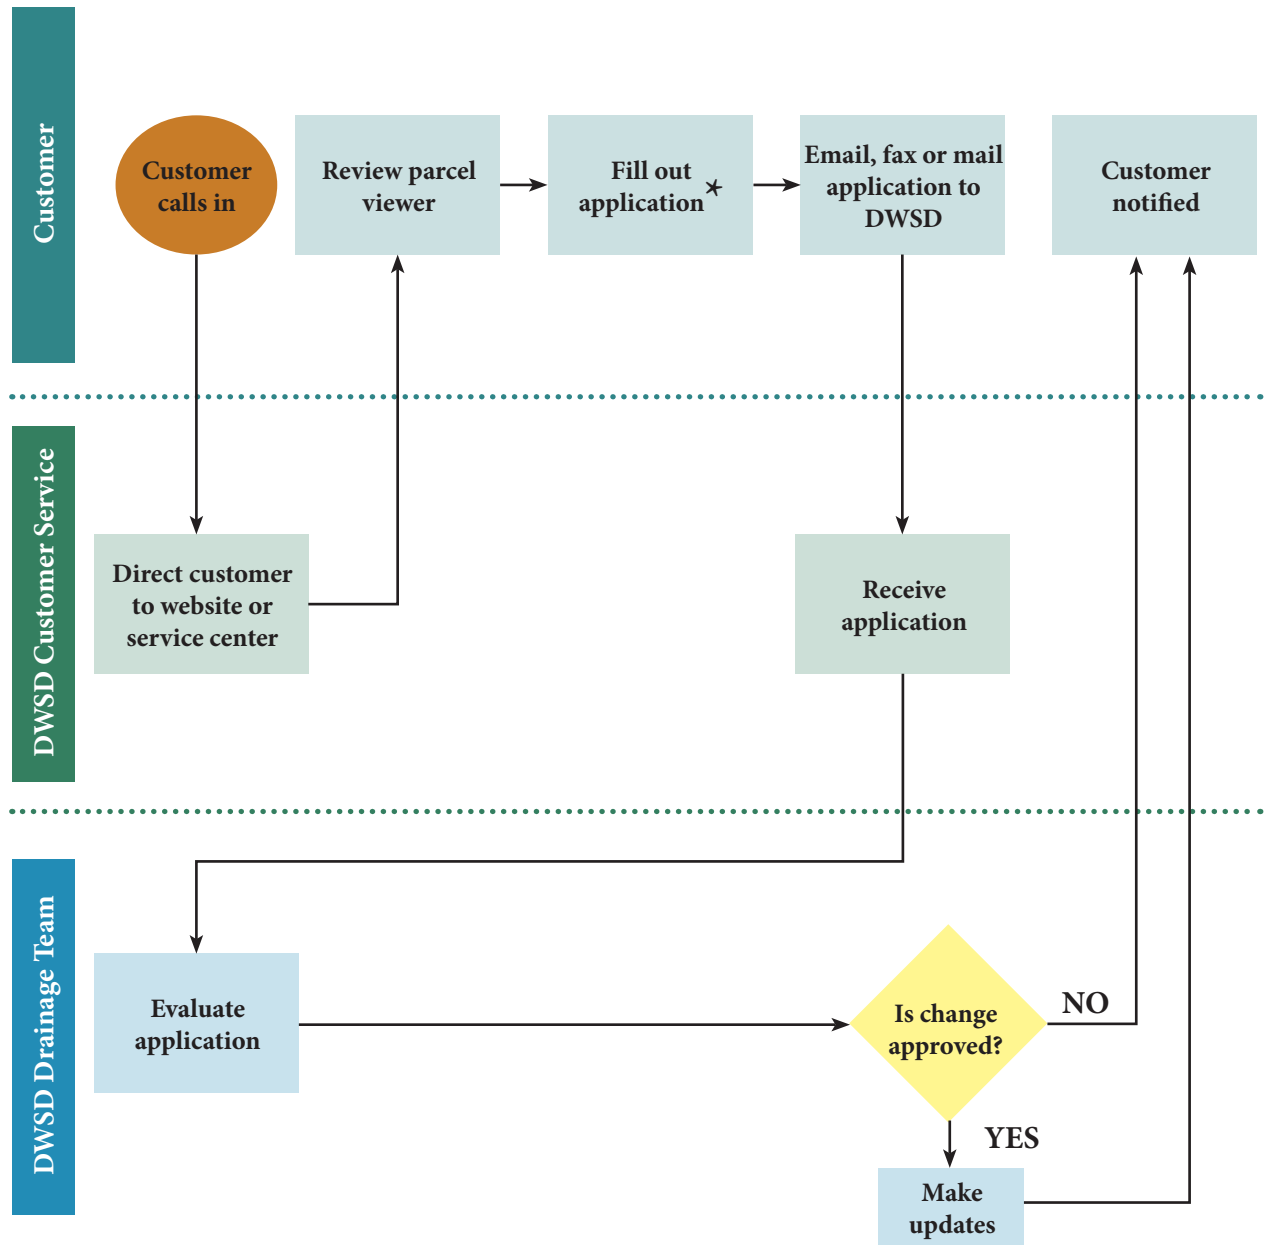 Customer
Customer
calls in
Review parcel
viewer
Fill out
application*
Email, fax or mail
application to
DWSD
Customer
notified
DWSD Customer Service
Direct customer
to website or
service center
Receive
application
DWSD Drainage Team
Evaluate
application
Is change
approved?
NO
YES
Make
updates